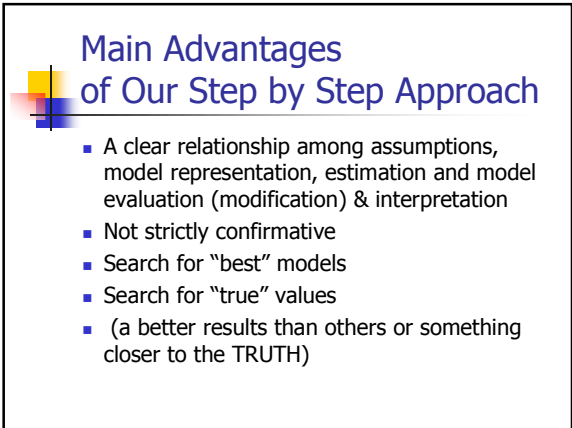 Main Advantages
of Our Step by Step Approach
A clear relationship among assumptions,
model representation, estimation and model
evaluation (modification) & interpretation
Not strictly confirmative
Search for “best” models
Search for “true” values
(a better results than others or something
closer to the TRUTH)